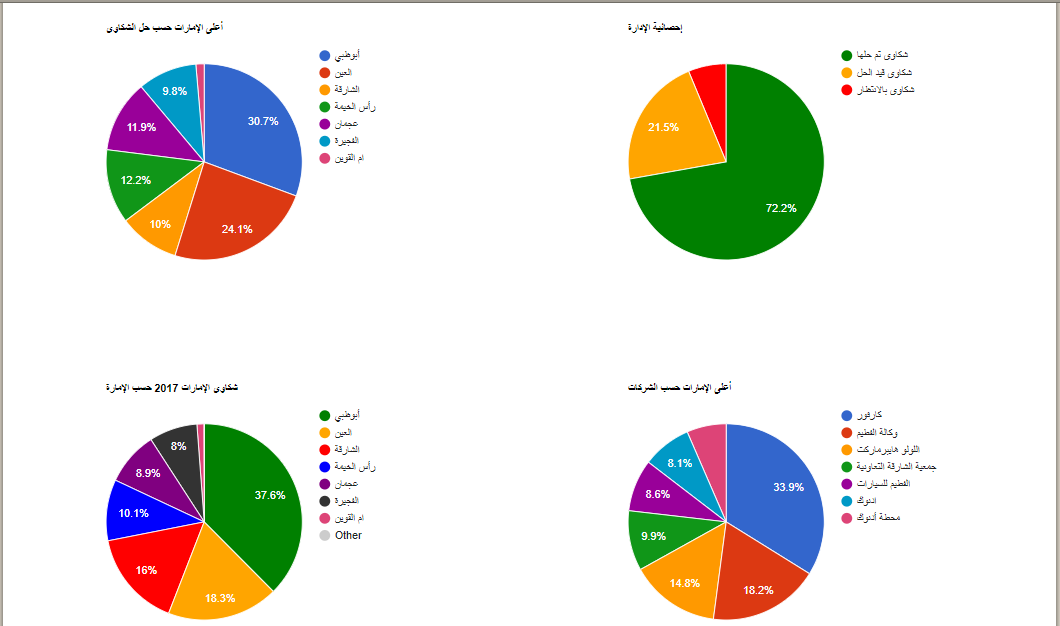 أعلى الإمارات حسب حل الشكاوى
أبوظبي
العين
الشارقة
رأس الخيمة
عجمان
الفجيرة
ام القوين
30.7%
24.1%
10%
12.2%
11.9%
9.8%
إحصائية الإدارة
شكاوى تم حلها
شكاوى قيد الحل
شكاوى بالانتظار
72.2%
21.5%
شكاوى الإمارات 2017 حسب الإمارة
أبوظبي
العين
الشارقة
رأس الخيمة
عجمان
الفجيرة
ام القوين
Other
37.6%
18.3%
16%
10.1%
8.9%
8%
أعلى الإمارات حسب الشركات
كارفور
وكالة الفطيم
اللولو هايبرماركت
جمعية الشارقة التعاونية
الفطيم للسيارات
ادنوك
محطة أدنوك
33.9%
18.2%
14.8%
9.9%
8.6%
8.1%